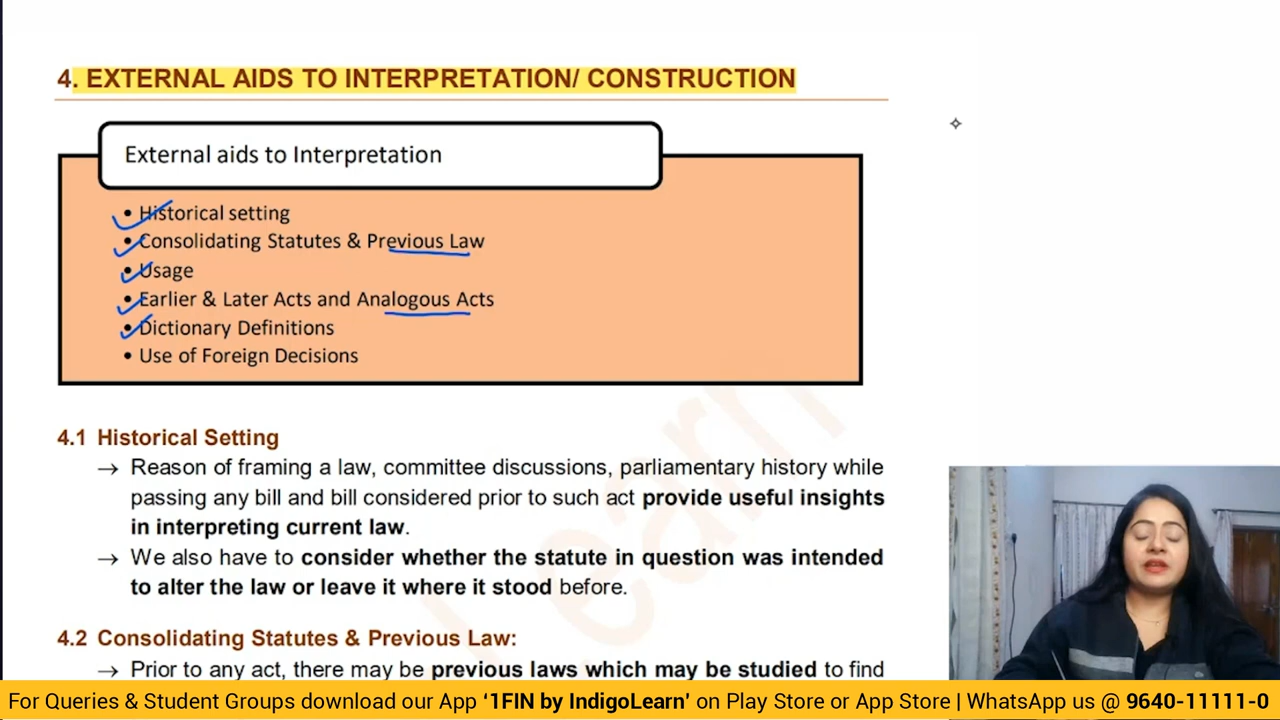 4. EXTERNAL AIDS TO INTERPRETATION/ CONSTRUCTION
External aids to Interpretation
• Historical setting
• Consolidating Statutes & Previous Law
• Usage
• Earlier & Later Acts and Analogous Acts
• Dictionary Definitions
• Use of Foreign Decisions
4.1 Historical Setting
→ Reason of framing a law, committee discussions, parliamentary history while
passing any bill and bill considered prior to such act provide useful insights
in interpreting current law.
→ We also have to consider whether the statute in question was intended
to alter the law or leave it where it stood before.
4.2 Consolidating Statutes & Previous Law:
→ Prior to any act, there may be previous laws which may be studied to find
Learn
For Queries & Student Groups download our App ‘1FIN by IndigoLearn’ on Play Store or App Store | WhatsApp us @ 9640-11111-0